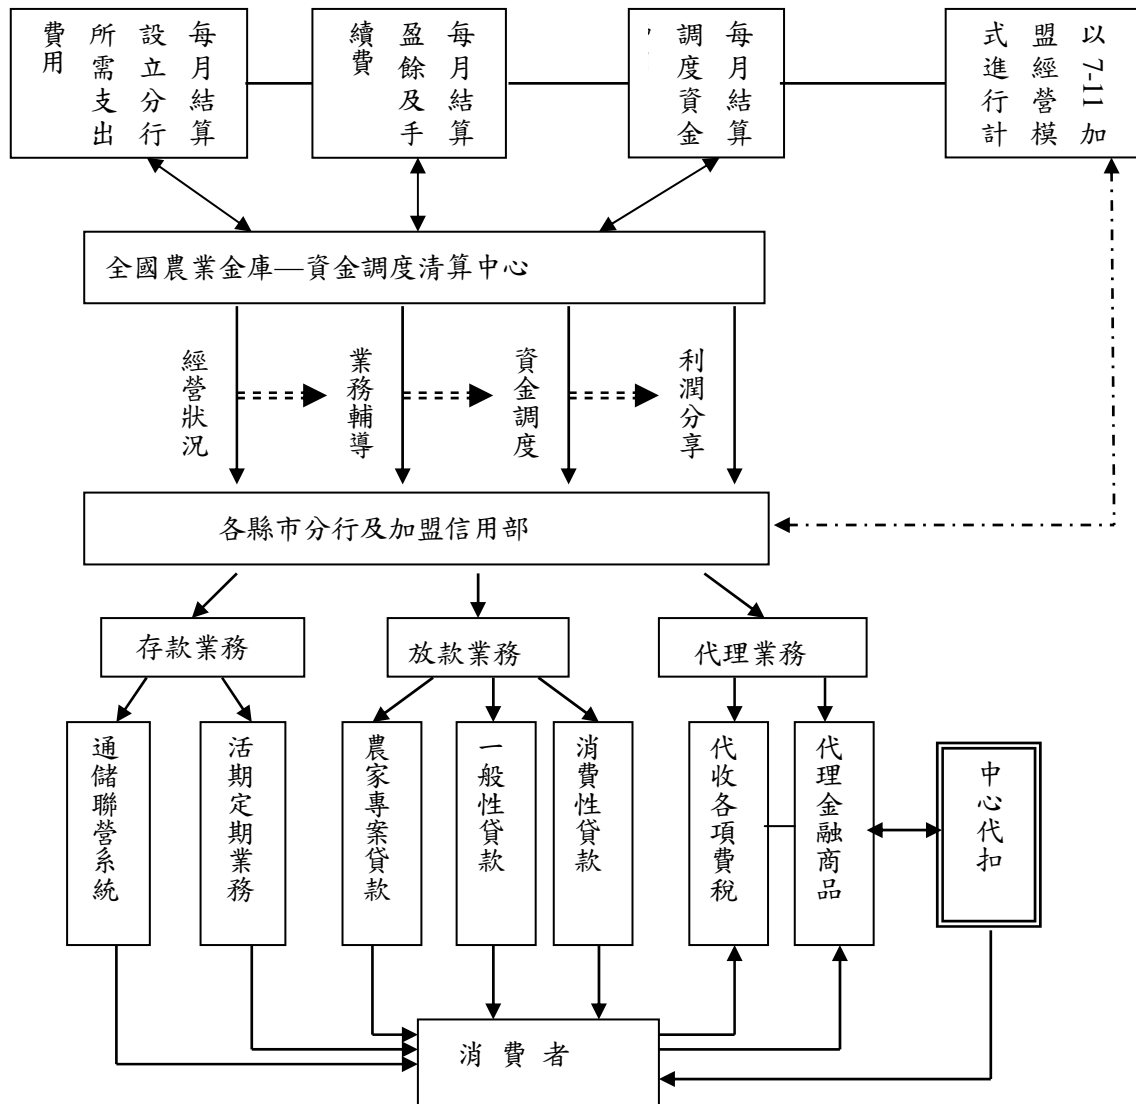 每月結算
設立分行
所需支出
費用
每月結算
盈餘及手
續費
每月結算
調度資金
以 7-11 加
盟經營模
式進行計
全國農業金庫—資金調度清算中心
經營狀況
業務輔導
資金調度
利潤分享
各縣市分行及加盟信用部
存款業務
放款業務
代理業務
通儲聯營系統
活期定期業務
農家專案貸款
一般性貸款
消費性貸款
代收各項費稅
代理金融商品
中心代扣
消費者